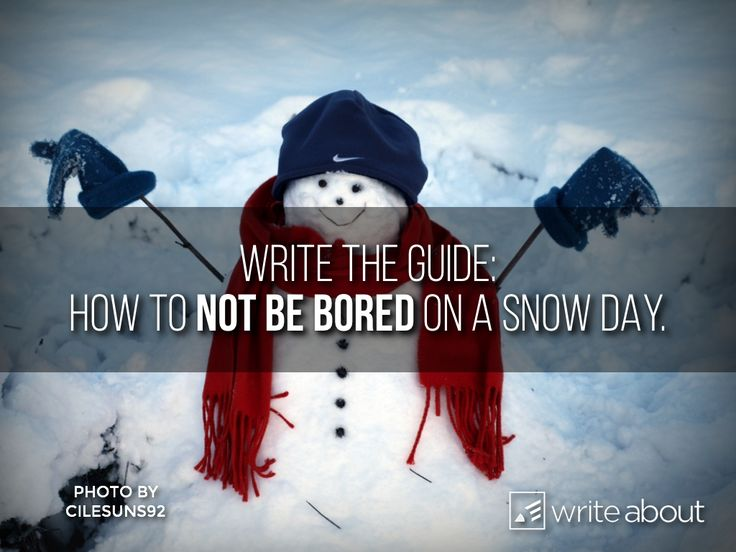 WRITE THE GUIDE:
HOW TO NOT BE BORED ON A SNOW DAY.
PHOTO BY
CILESUNS92
write about